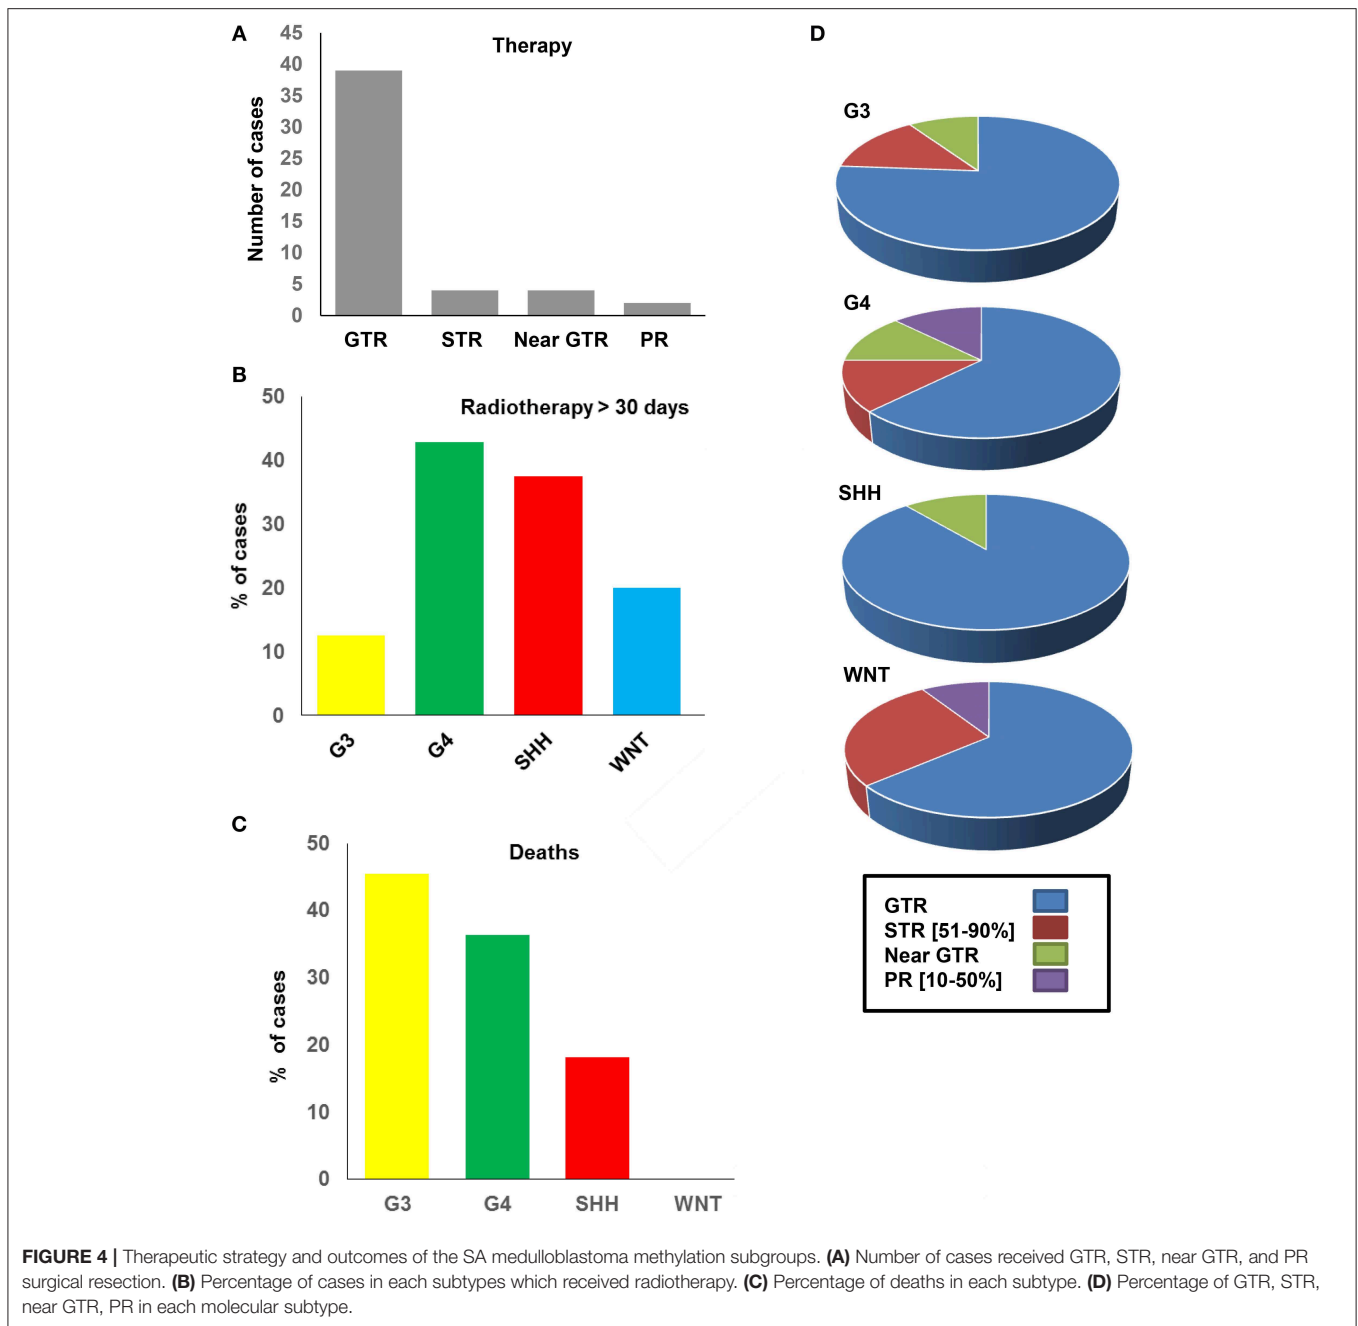 A
Therapy
Number of cases
45
40
35
30
25
20
15
10
5
0
GTR STR Near GTR PR
B
Radiotherapy > 30 days
% of cases
50
40
30
20
10
0
G3 G4 SHH WNT
C
Deaths
% of cases
50
40
30
20
10
0
G3 G4 SHH WNT
D
G3
G4
SHH
WNT
GTR
STR [51-90%]
Near GTR
PR [10-50%]
FIGURE 4 | Therapeutic strategy and outcomes of the SA medulloblastoma methylation subgroups. (A) Number of cases received GTR, STR, near GTR, and PR
surgical resection. (B) Percentage of cases in each subtypes which received radiotherapy. (C) Percentage of deaths in each subtype. (D) Percentage of GTR, STR,
near GTR, PR in each molecular subtype.